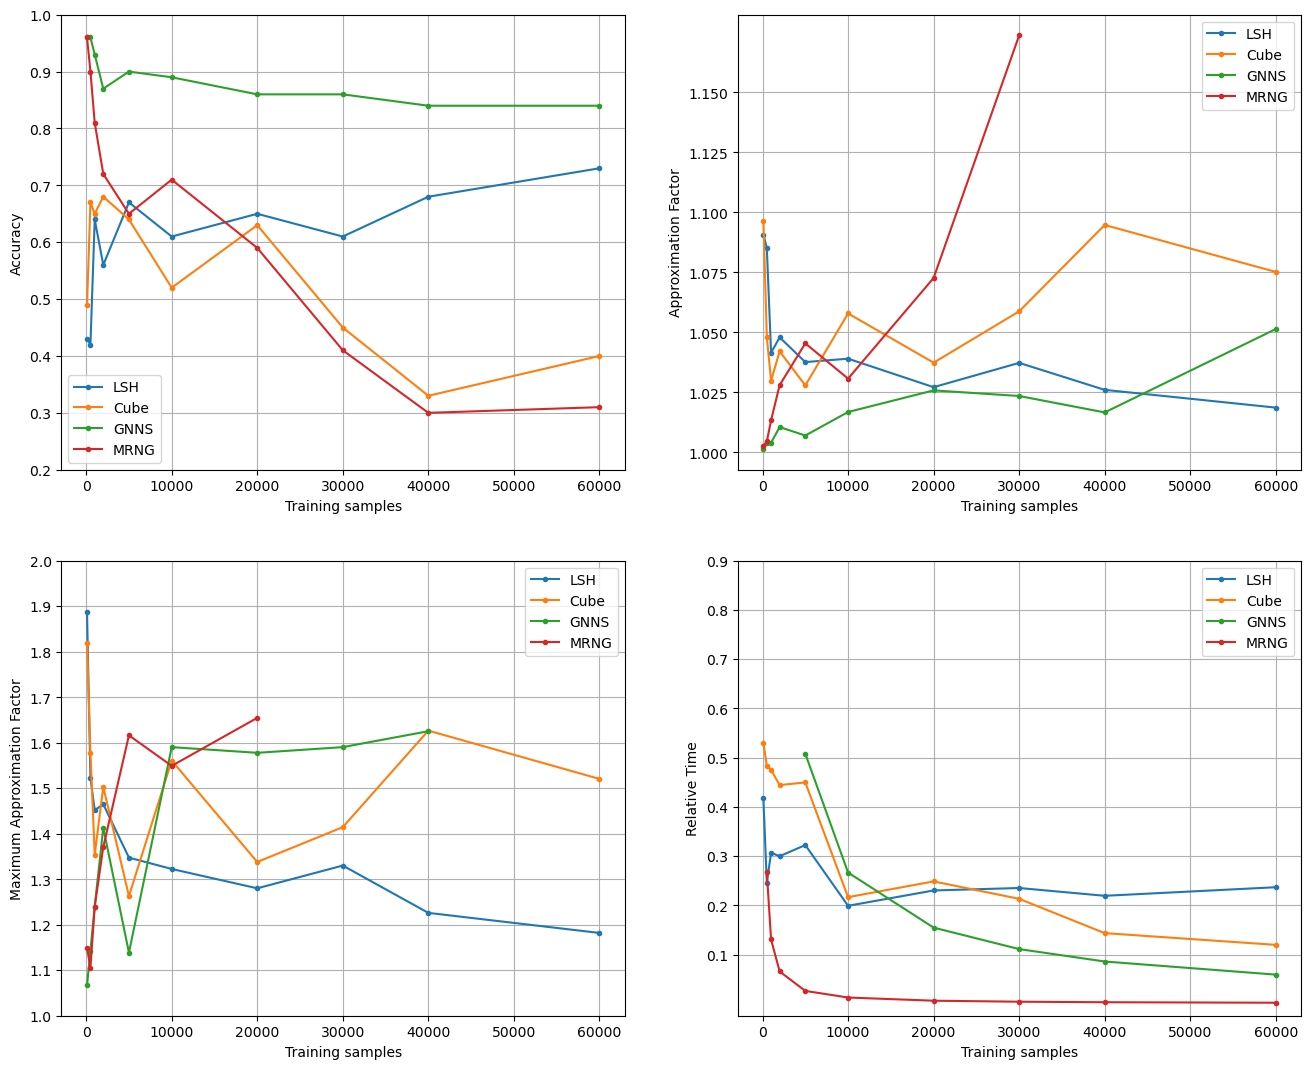 1.0
0.9
0.8
0.7
0.6
0.5
0.4
0.3
0.2
Accuracy
LSH
Cube
GNNS
MRNG
0 10000 20000 30000 40000 50000 60000
Training samples
1.150
1.125
1.100
1.075
1.050
1.025
1.000
Approximation Factor
LSH
Cube
GNNS
MRNG
0 10000 20000 30000 40000 50000 60000
Training samples
2.0
1.9
1.8
1.7
1.6
1.5
1.4
1.3
1.2
1.1
1.0
Maximum Approximation Factor
LSH
Cube
GNNS
MRNG
0 10000 20000 30000 40000 50000 60000
Training samples
0.9
0.8
0.7
0.6
0.5
0.4
0.3
0.2
0.1
Relative Time
LSH
Cube
GNNS
MRNG
0 10000 20000 30000 40000 50000 60000
Training samples